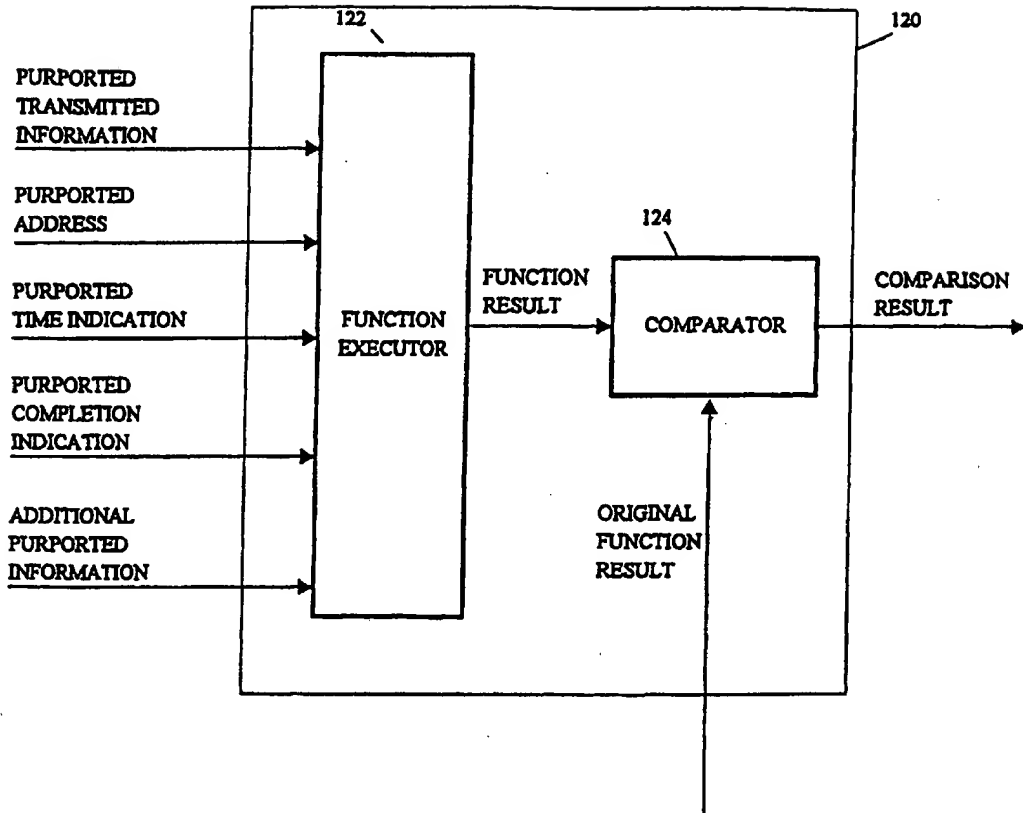 122
120
PURPORTED
TRANSMITTED
INFORMATION
PURPORTED
ADDRESS
PURPORTED
TIME INDICATION
PURPORTED
COMPLETION
INDICATION
ADDITIONAL
PURPORTED
INFORMATION
FUNCTION
EXECUTOR
FUNCTION
RESULT
124
COMPARATOR
COMPARISON
RESULT
ORIGINAL
FUNCTION
RESULT